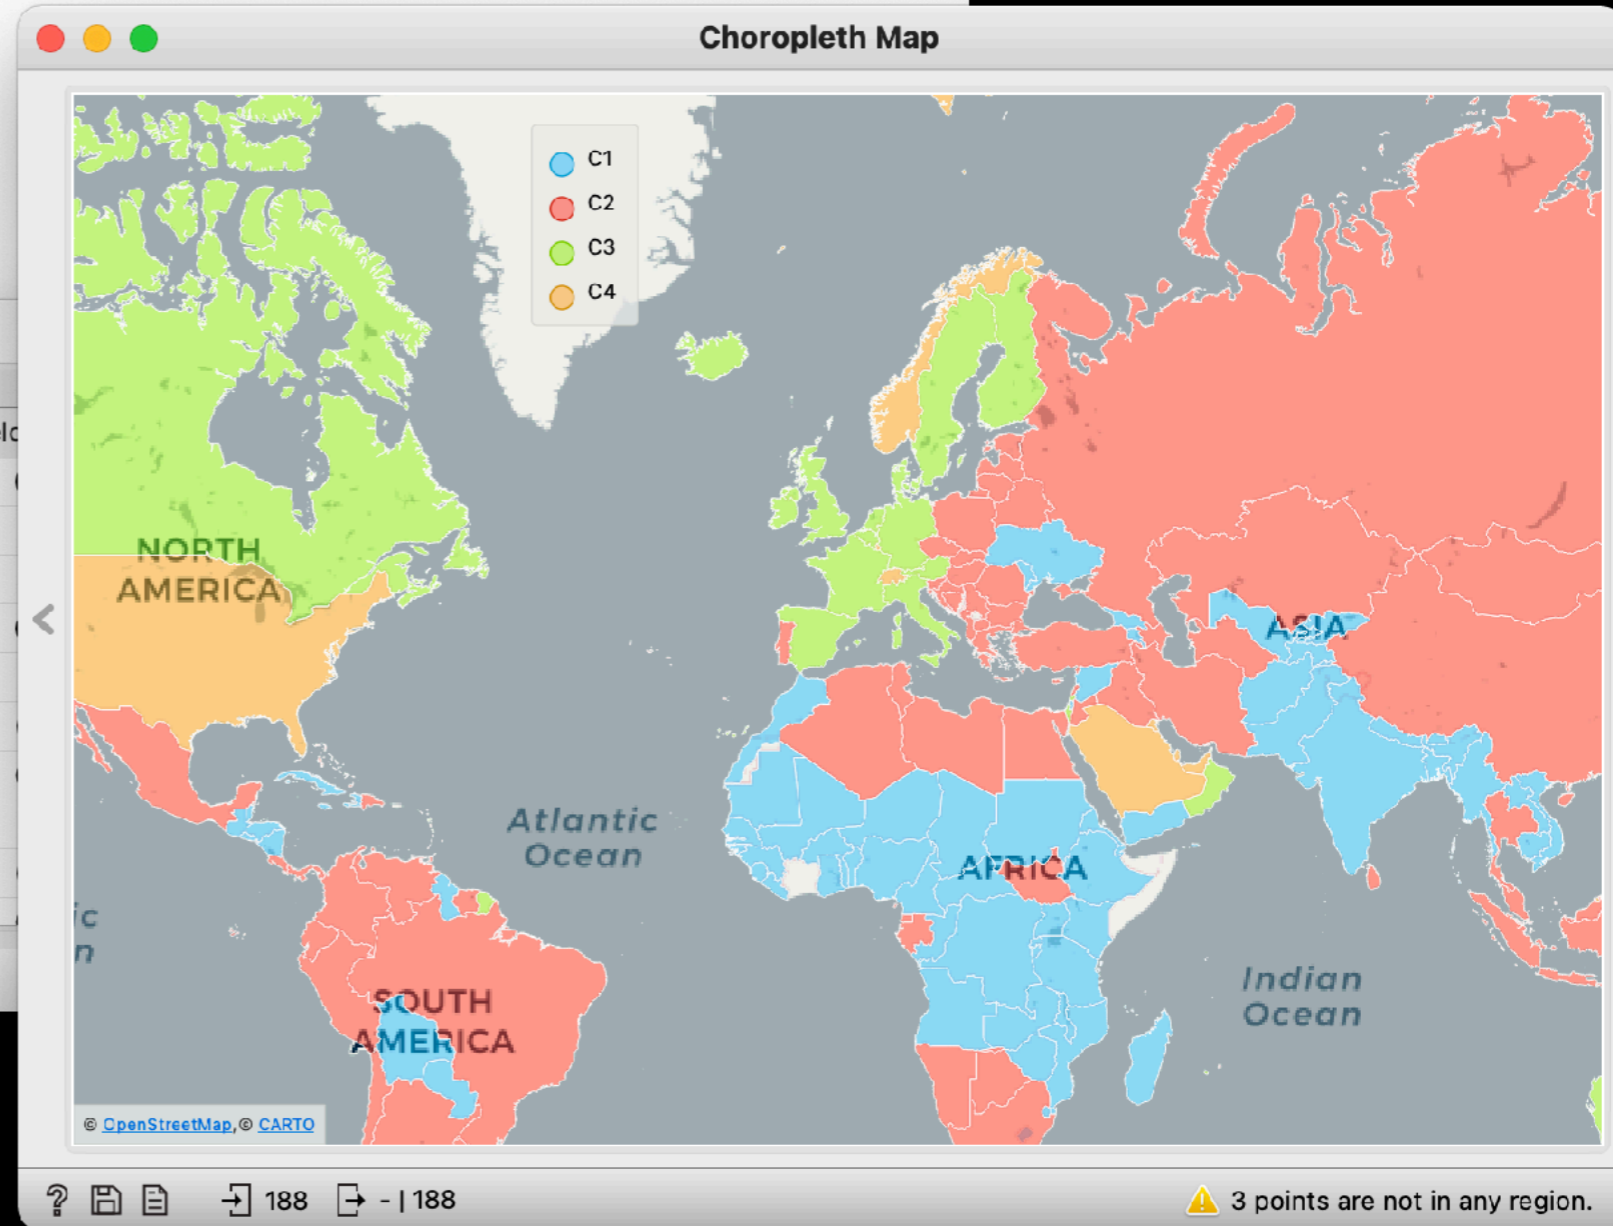 Choropleth Map
C1
C2
C3
C4
NORTH
AMERICA
ASIA
Atlantic
Ocean
AFRICA
ic
n
SOUTH
AMERICA
Indian
Ocean
© OpenStreetMap,© CARTO
188
- | 188
3 points are not in any region.